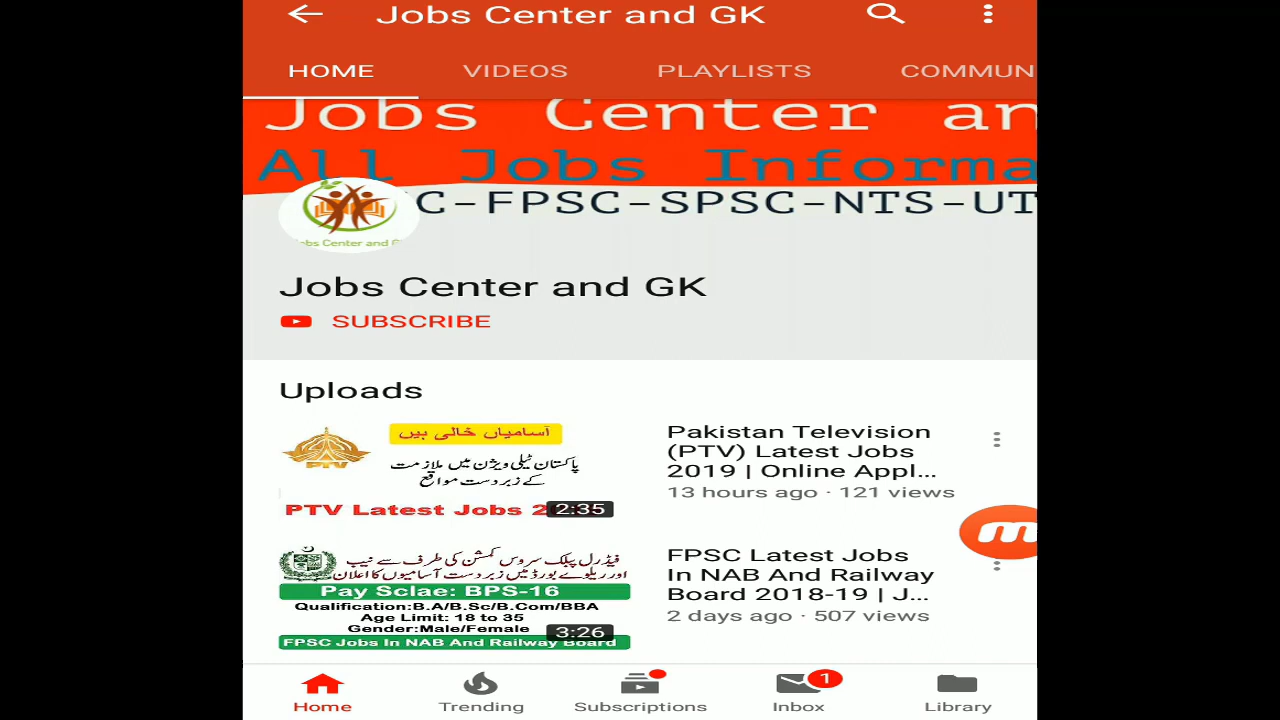 Jobs Center and GK
HOME VIDEOS PLAYLISTS COMMUN
Jobs Center an
All Jobs Informa
C-FPSC-SPSC-NTS-UT
Jobs Center and G
Jobs Center and GK
SUBSCRIBE
Uploads
آسامیاں خالی ہیں
پاکستان ٹیلی ویژن میں ملازمت
کے زبردست مواقع
PTV
PTV Latest Jobs 2
2:35
Pakistan Television
(PTV) Latest Jobs
2019 | Online Appl...
13 hours ago · 121 views
m
فیڈرل پبلک سروس کمشن کی طرف سے نیب
اور ریلوے بورڈ میں زبردست آسامیوں کا اعلان
Pay Sclae: BPS-16
Qualification:B.A/B.Sc/B.Com/BBA
Age Limit: 18 to 35
Gender:Male/Female
3:26
FPSC Jobs In NAB And Railway Board
FPSC Latest Jobs
In NAB And Railway
Board 2018-19 | J...
2 days ago · 507 views
1
Home Trending Subscriptions Inbox Library